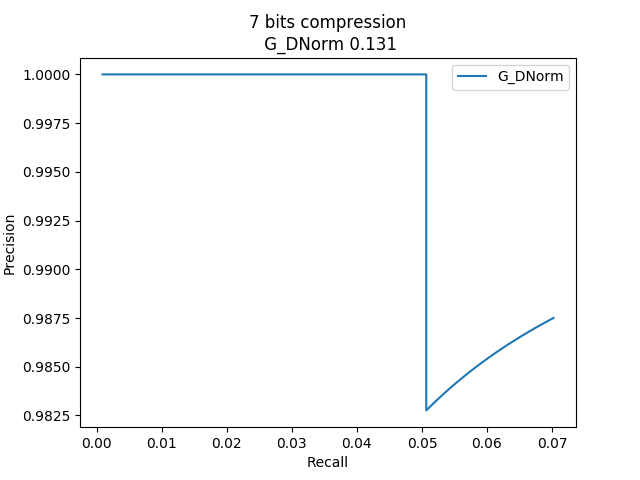 7 bits compression
G_DNorm 0.131
G_DNorm
1.0000
0.9975
0.9950
0.9925
0.9900
0.9875
0.9850
0.9825
Precision
0.00 0.01 0.02 0.03 0.04 0.05 0.06 0.07
Recall